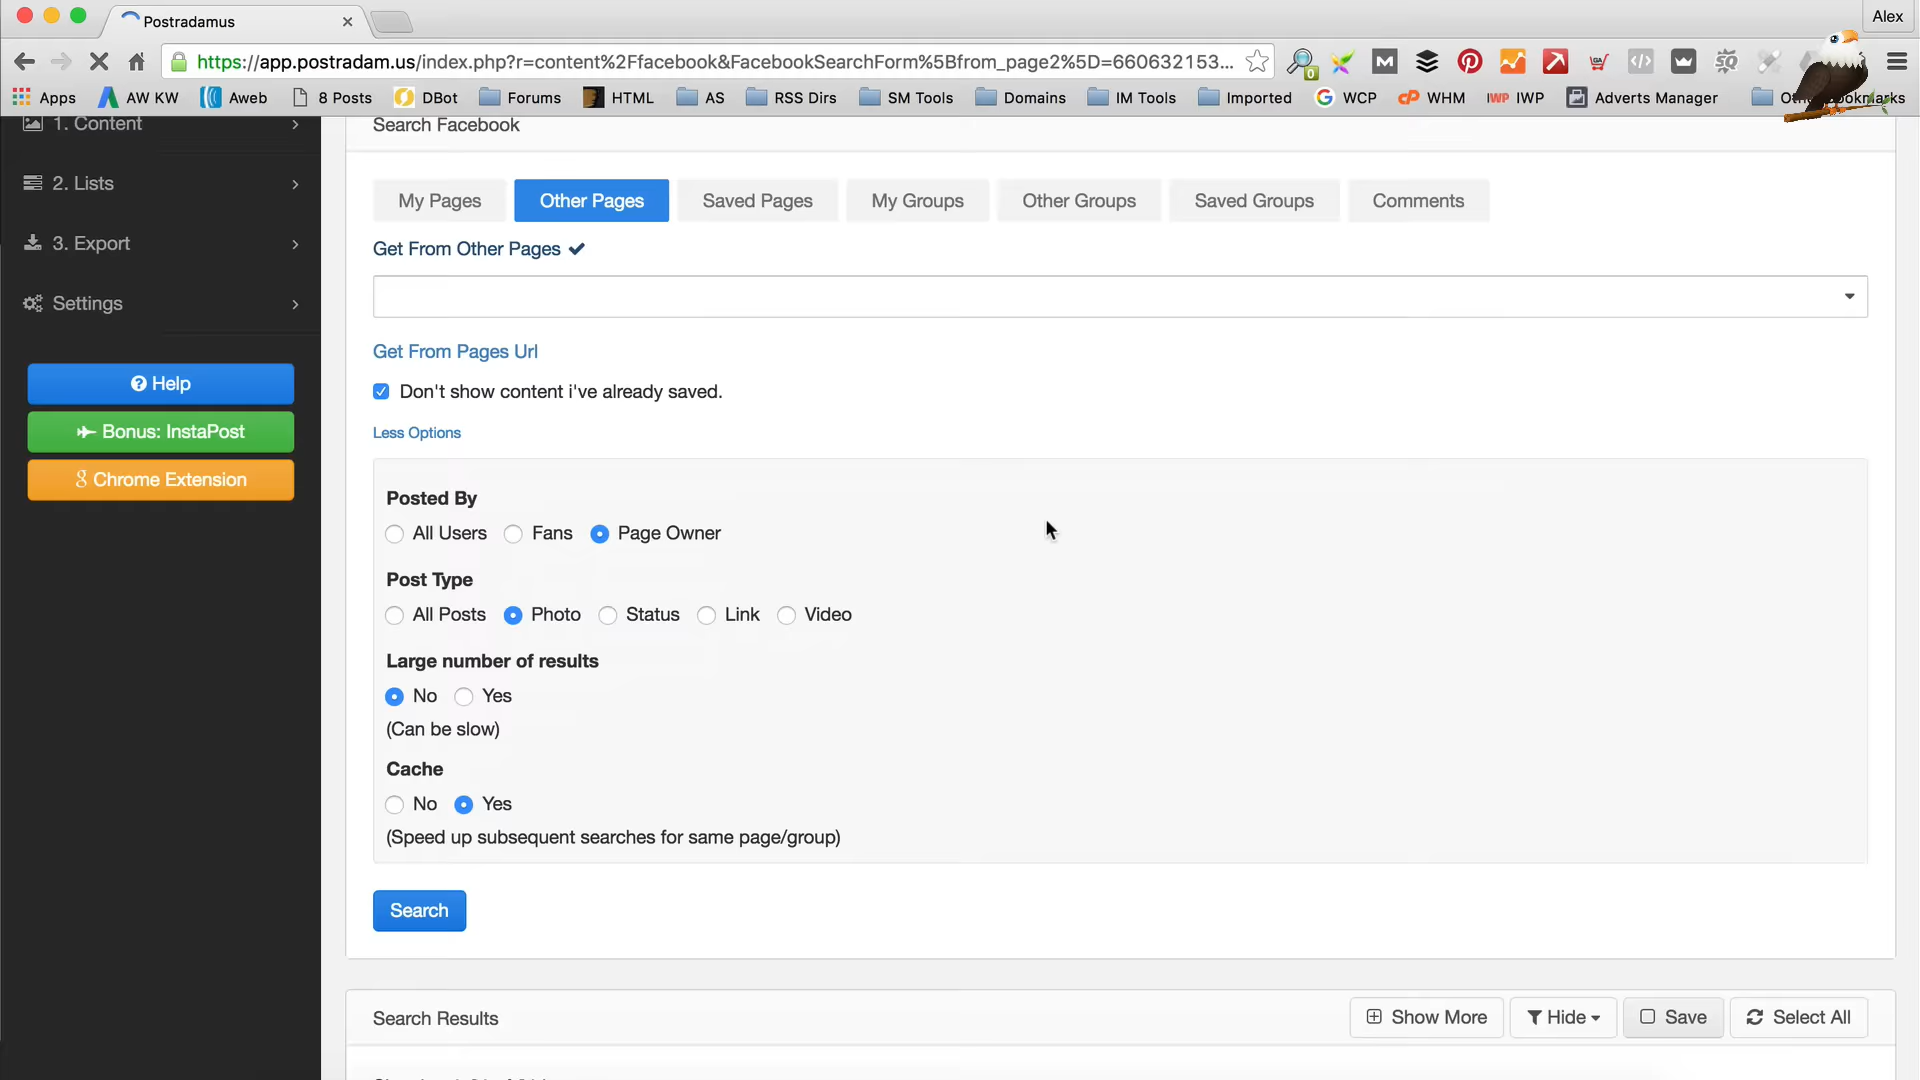 Postradamus
Alex
https://app.postradam.us/index.php?r=content%2Ffacebook&FacebookSearchForm%5Bfrom_page2%5D=660632153...
0
Apps AW KW Aweb 8 Posts DBot Forums HTML AS RSS Dirs SM Tools Domains IM Tools Imported WCP WHM IWP IWP Adverts Manager
1. Content
2. Lists
3. Export
Settings
Help
Bonus: InstaPost
Chrome Extension
Search Facebook
My Pages Other Pages Saved Pages My Groups Other Groups Saved Groups Comments
Get From Other Pages
Get From Pages Url
Don't show content i've already saved.
Less Options
Posted By
All Users Fans Page Owner
Post Type
All Posts Photo Status Link Video
Large number of results
No Yes
(Can be slow)
Cache
No Yes
(Speed up subsequent searches for same page/group)
Search
Search Results
Show More Hide Save Select All